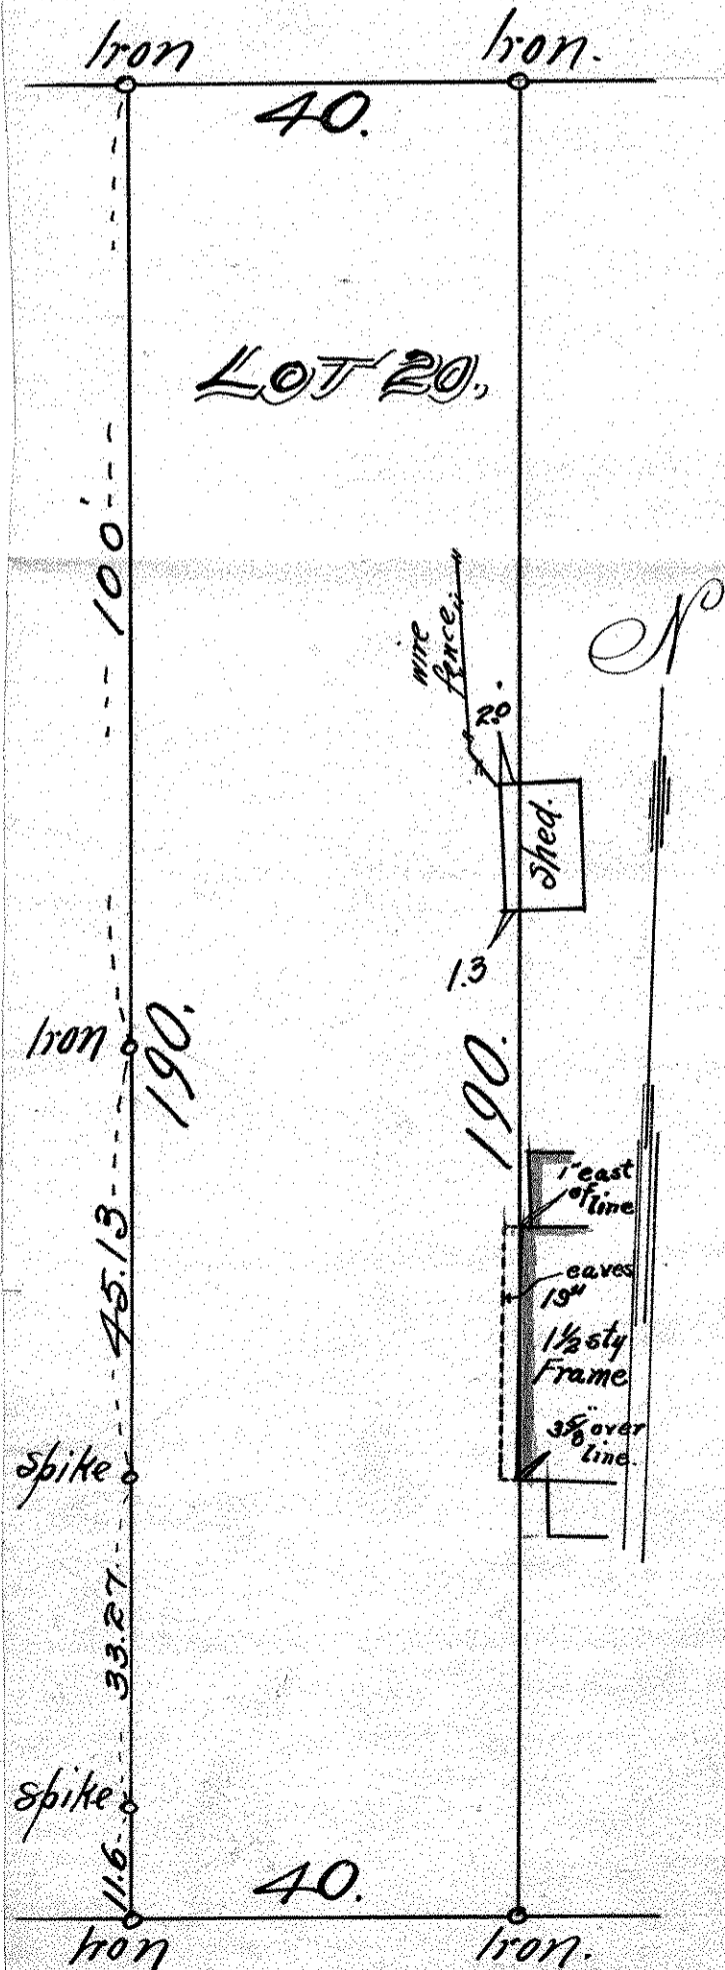 Iron
Iron.
40.
LOT 20.,
100'
wire
fence
N
2.0
Shed.
1.3
Iron
190.
190.
1" east
of line
45.13
eaves
19"
1½ sty
Frame
3⅝" over
line.
spike
33.27
spike
11.6
40.
Iron
Iron.